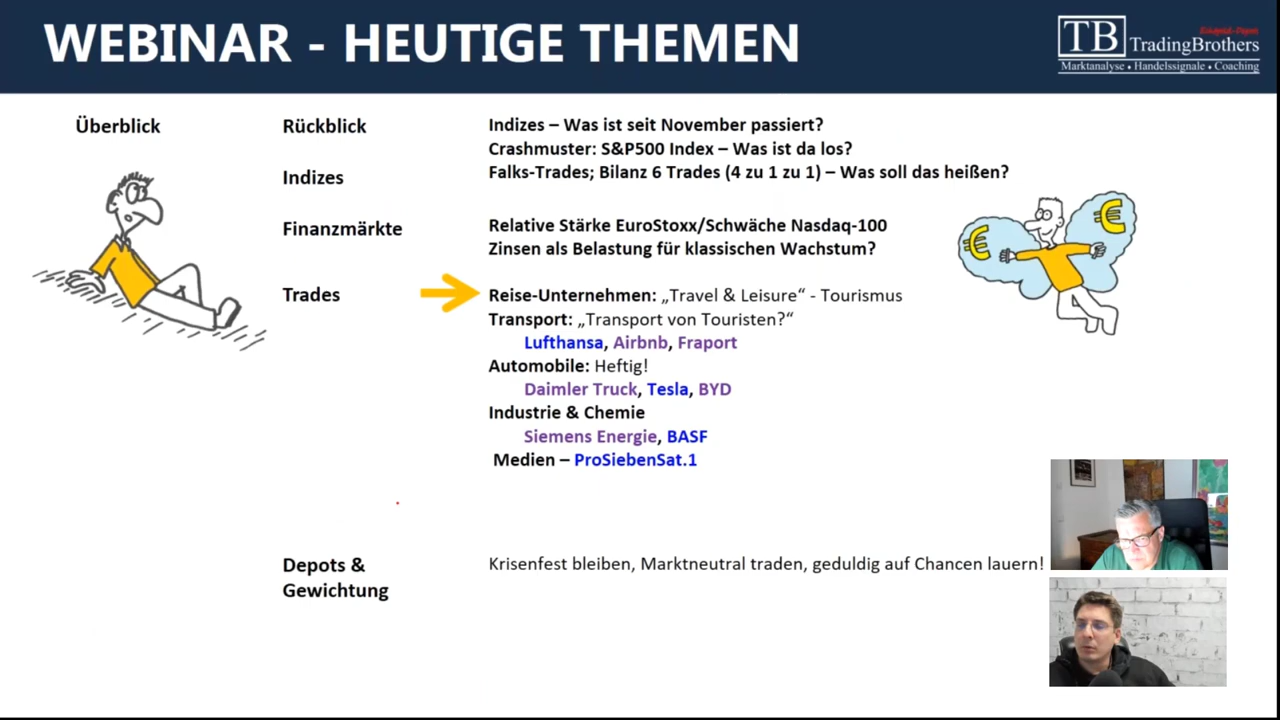 WEBINAR - HEUTIGE THEMEN
TB TradingBrothers
Marktanalyse • Handelssignale • Coaching
Überblick
Rückblick
Indizes – Was ist seit November passiert?
Crashmuster: S&P500 Index – Was ist da los?
Indizes
Falks-Trades; Bilanz 6 Trades (4 zu 1 zu 1) – Was soll das heißen?
Finanzmärkte
Relative Stärke EuroStoxx/Schwäche Nasdaq-100
Zinsen als Belastung für klassischen Wachstum?
Trades
Reise-Unternehmen: „Travel & Leisure“ - Tourismus
Transport: „Transport von Touristen?“
Lufthansa, Airbnb, Fraport
Automobile: Heftig!
Daimler Truck, Tesla, BYD
Industrie & Chemie
Siemens Energie, BASF
Medien – ProSiebenSat.1
€
€
Depots &
Gewichtung
Krisenfest bleiben, Marktneutral traden, geduldig auf Chancen lauern!